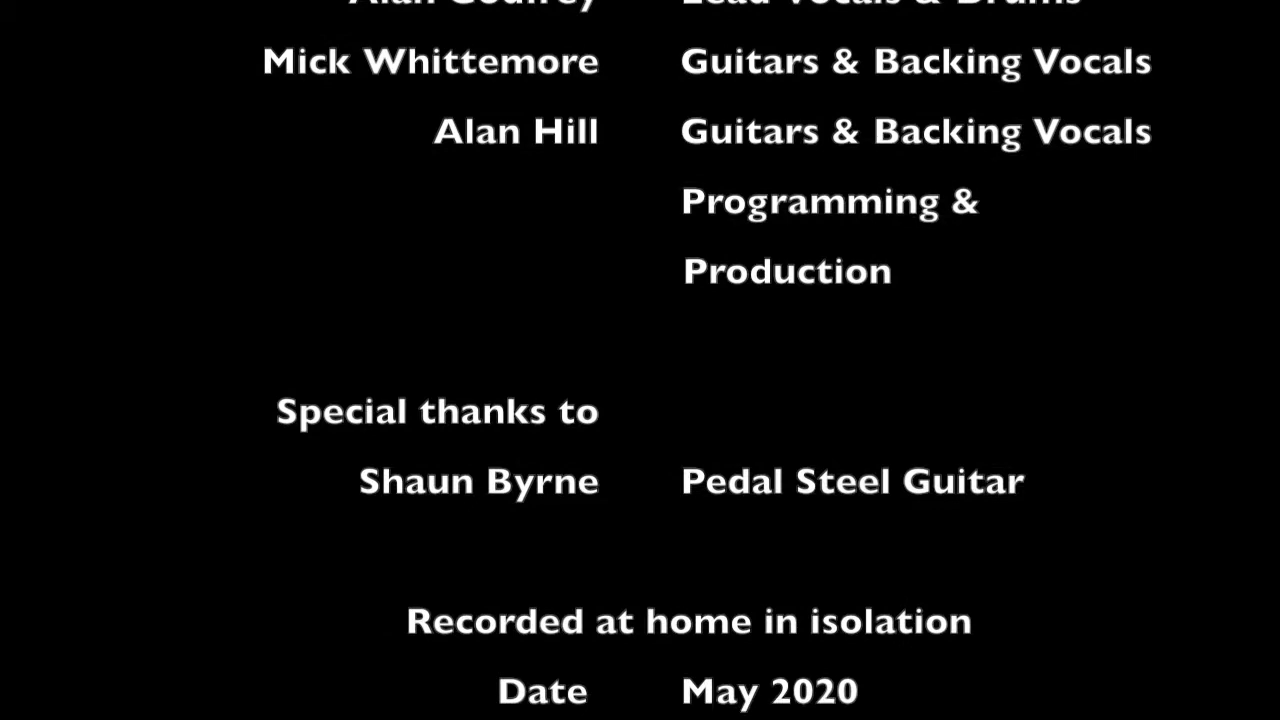 Alan Godfrey Lead Vocals & Drums
Mick Whittemore Guitars & Backing Vocals
Alan Hill Guitars & Backing Vocals
Programming &
Production
Special thanks to
Shaun Byrne Pedal Steel Guitar
Recorded at home in isolation
Date May 2020